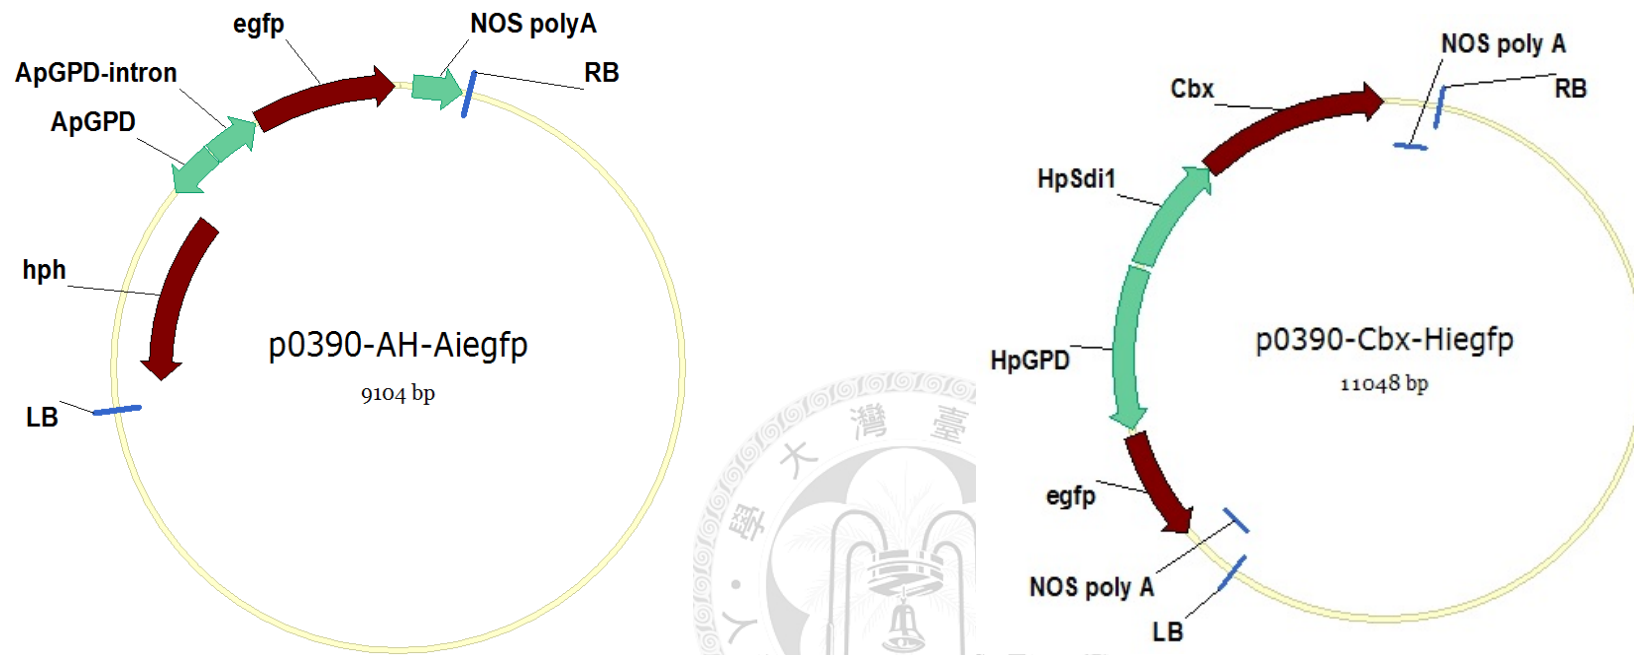 egfp
NOS polyA
ApGPD-intron
RB
ApGPD
hph
p0390-AH-Aiegfp
9104 bp
LB
NOS poly A
Cbx
RB
HpSdi1
HpGPD
p0390-Cbx-Hiegfp
11048 bp
egfp
NOS poly A
LB
大學
灣臺
人